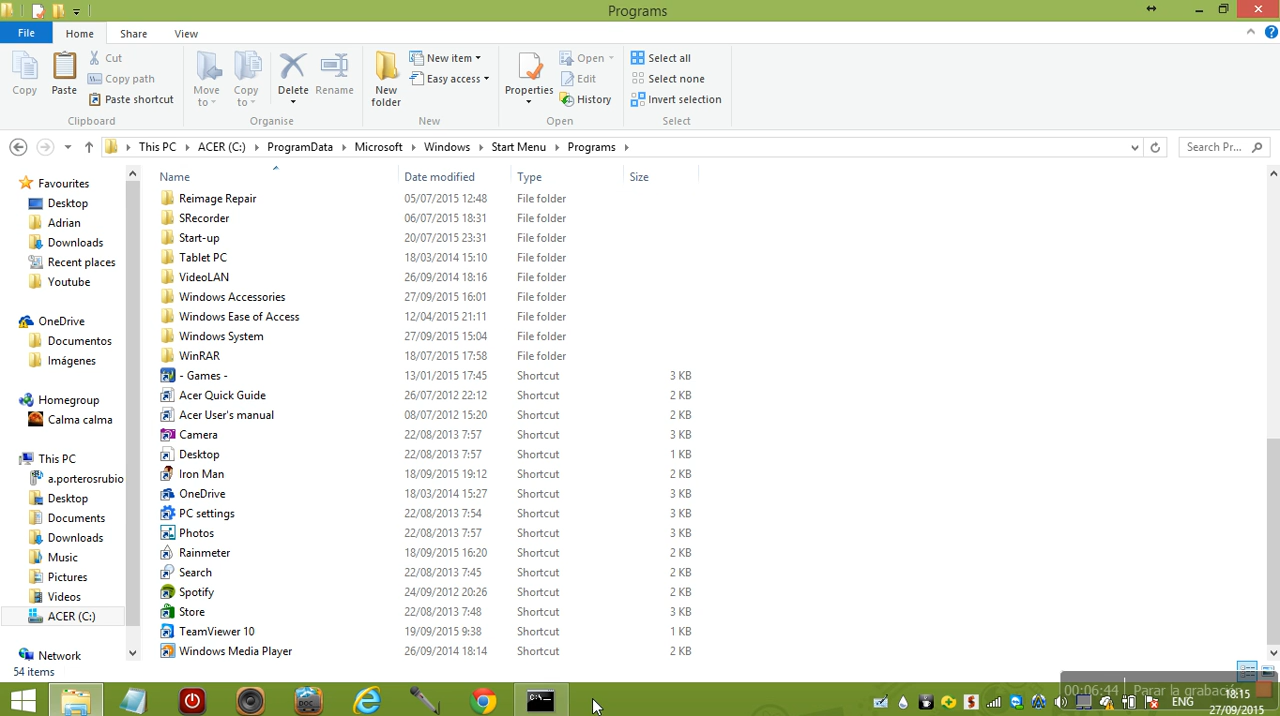 Programs
File Home Share View
Copy Paste Cut
Copy path
Paste shortcut
Move to Copy to Delete Rename
New folder New item
Easy access
Properties Open
Edit
History
Select all
Select none
Invert selection
Clipboard Organise New Open Select
This PC ACER (C:) ProgramData Microsoft Windows Start Menu Programs Search Pr...
Name Date modified Type Size
Favourites
Desktop
Adrian
Downloads
Recent places
Youtube
OneDrive
Documentos
Imágenes
Homegroup
Calma calma
This PC
a.porterosrubio
Desktop
Documents
Downloads
Music
Pictures
Videos
ACER (C:)
Network
Reimage Repair 05/07/2015 12:48 File folder
SRecorder 06/07/2015 18:31 File folder
Start-up 20/07/2015 23:31 File folder
Tablet PC 18/03/2014 15:10 File folder
VideoLAN 26/09/2014 18:16 File folder
Windows Accessories 27/09/2015 16:01 File folder
Windows Ease of Access 12/04/2015 21:11 File folder
Windows System 27/09/2015 15:04 File folder
WinRAR 18/07/2015 17:58 File folder
- Games - 13/01/2015 17:45 Shortcut 3 KB
Acer Quick Guide 26/07/2012 22:12 Shortcut 2 KB
Acer User's manual 08/07/2012 15:20 Shortcut 2 KB
Camera 22/08/2013 7:57 Shortcut 3 KB
Desktop 22/08/2013 7:57 Shortcut 1 KB
Iron Man 18/09/2015 19:12 Shortcut 2 KB
OneDrive 18/03/2014 15:27 Shortcut 3 KB
PC settings 22/08/2013 7:54 Shortcut 3 KB
Photos 22/08/2013 7:57 Shortcut 3 KB
Rainmeter 18/09/2015 16:20 Shortcut 2 KB
Search 22/08/2013 7:45 Shortcut 3 KB
Spotify 24/09/2012 20:26 Shortcut 2 KB
Store 22/08/2013 7:48 Shortcut 3 KB
TeamViewer 10 19/09/2015 9:38 Shortcut 1 KB
Windows Media Player 26/09/2014 18:14 Shortcut 2 KB
54 items
00:06:44 Parar la grabación
ENG 18:15
27/09/2015